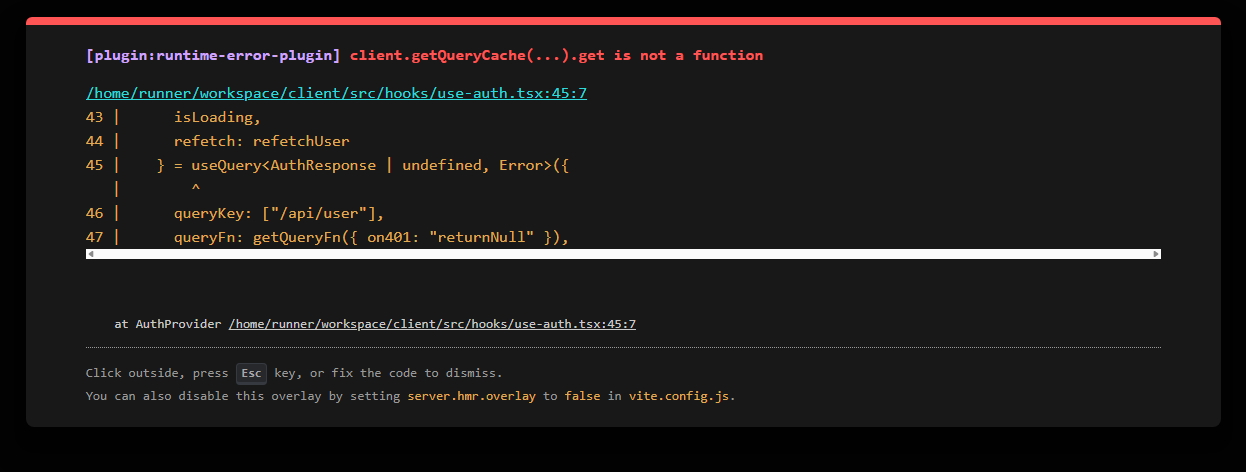 [plugin:runtime-error-plugin] client.getQueryCache(...).get is not a function
/home/runner/workspace/client/src/hooks/use-auth.tsx:45:7
43 |      isLoading,
44 |      refetch: refetchUser
45 |    } = useQuery<AuthResponse | undefined, Error>({
   |        ^
46 |      queryKey: ["/api/user"],
47 |      queryFn: getQueryFn({ on401: "returnNull" }),
at AuthProvider /home/runner/workspace/client/src/hooks/use-auth.tsx:45:7
Click outside, press Esc key, or fix the code to dismiss.
You can also disable this overlay by setting server.hmr.overlay to false in vite.config.js.